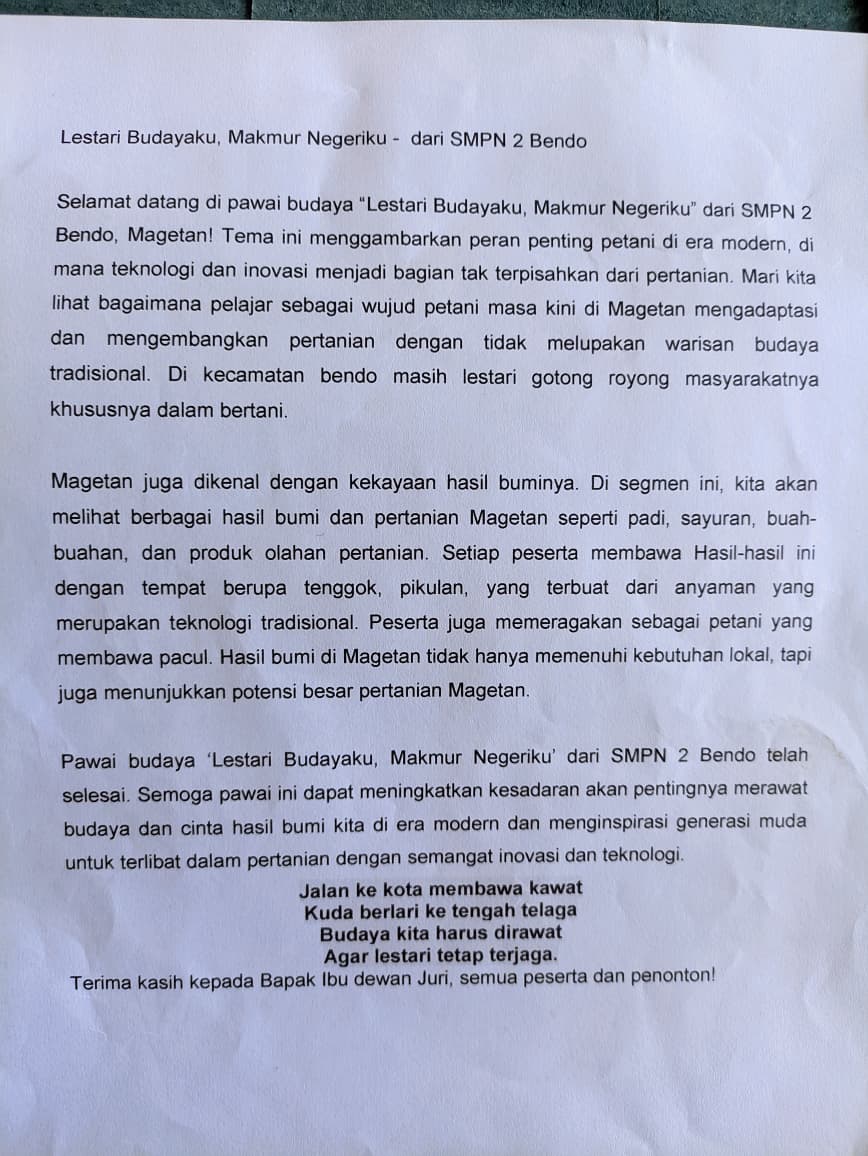 Lestari Budayaku, Makmur Negeriku - dari SMPN 2 Bendo
Selamat datang di pawai budaya “Lestari Budayaku, Makmur Negeriku” dari SMPN 2
Bendo, Magetan! Tema ini menggambarkan peran penting petani di era modern, di
mana teknologi dan inovasi menjadi bagian tak terpisahkan dari pertanian. Mari kita
lihat bagaimana pelajar sebagai wujud petani masa kini di Magetan mengadaptasi
dan mengembangkan pertanian dengan tidak melupakan warisan budaya
tradisional. Di kecamatan bendo masih lestari gotong royong masyarakatnya
khususnya dalam bertani.
Magetan juga dikenal dengan kekayaan hasil buminya. Di segmen ini, kita akan
melihat berbagai hasil bumi dan pertanian Magetan seperti padi, sayuran, buah-
buahan, dan produk olahan pertanian. Setiap peserta membawa Hasil-hasil ini
dengan tempat berupa tenggok, pikulan, yang terbuat dari anyaman yang
merupakan teknologi tradisional. Peserta juga memeragakan sebagai petani yang
membawa pacul. Hasil bumi di Magetan tidak hanya memenuhi kebutuhan lokal, tapi
juga menunjukkan potensi besar pertanian Magetan.
Pawai budaya ‘Lestari Budayaku, Makmur Negeriku’ dari SMPN 2 Bendo telah
selesai. Semoga pawai ini dapat meningkatkan kesadaran akan pentingnya merawat
budaya dan cinta hasil bumi kita di era modern dan menginspirasi generasi muda
untuk terlibat dalam pertanian dengan semangat inovasi dan teknologi.
Jalan ke kota membawa kawat
Kuda berlari ke tengah telaga
Budaya kita harus dirawat
Agar lestari tetap terjaga.
Terima kasih kepada Bapak Ibu dewan Juri, semua peserta dan penonton!